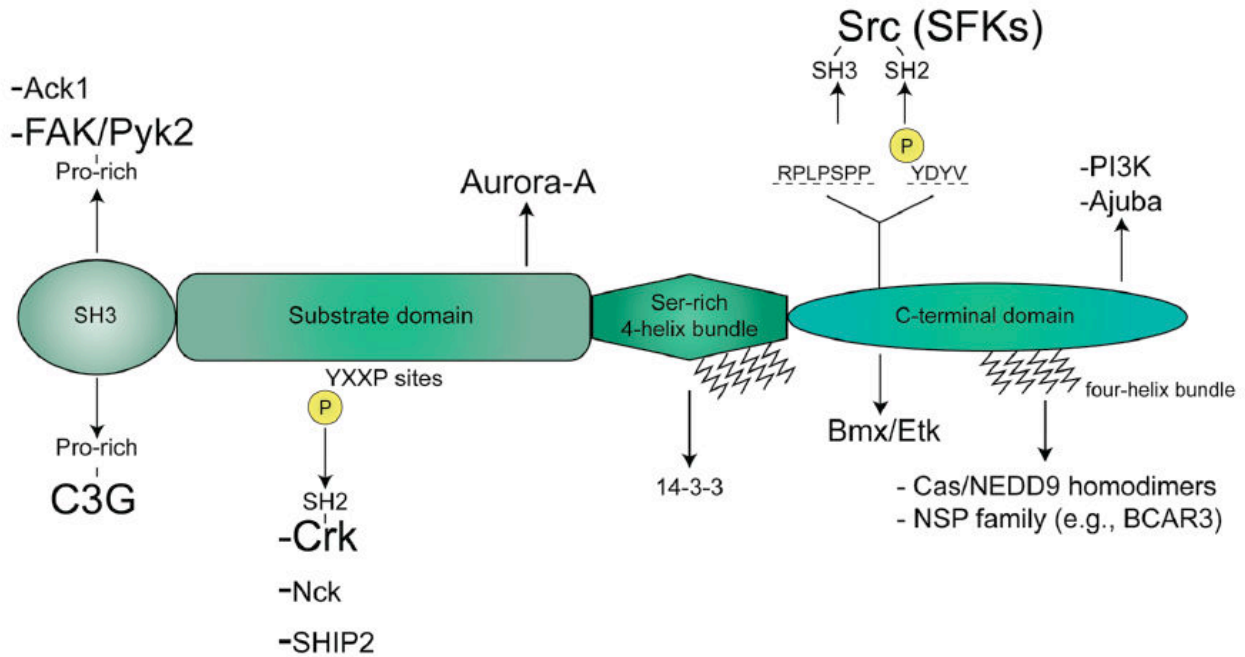 Src (SFKs)
SH3
SH2
-Ack1
-FAK/Pyk2
Pro-rich
Aurora-A
P
RPLPSPP
YDYV
-PI3K
-Ajuba
SH3
Substrate domain
Ser-rich
4-helix bundle
C-terminal domain
YXXP sites
P
four-helix bundle
Pro-rich
C3G
SH2
-Crk
-Nck
-SHIP2
14-3-3
Bmx/Etk
- Cas/NEDD9 homodimers
- NSP family (e.g., BCAR3)